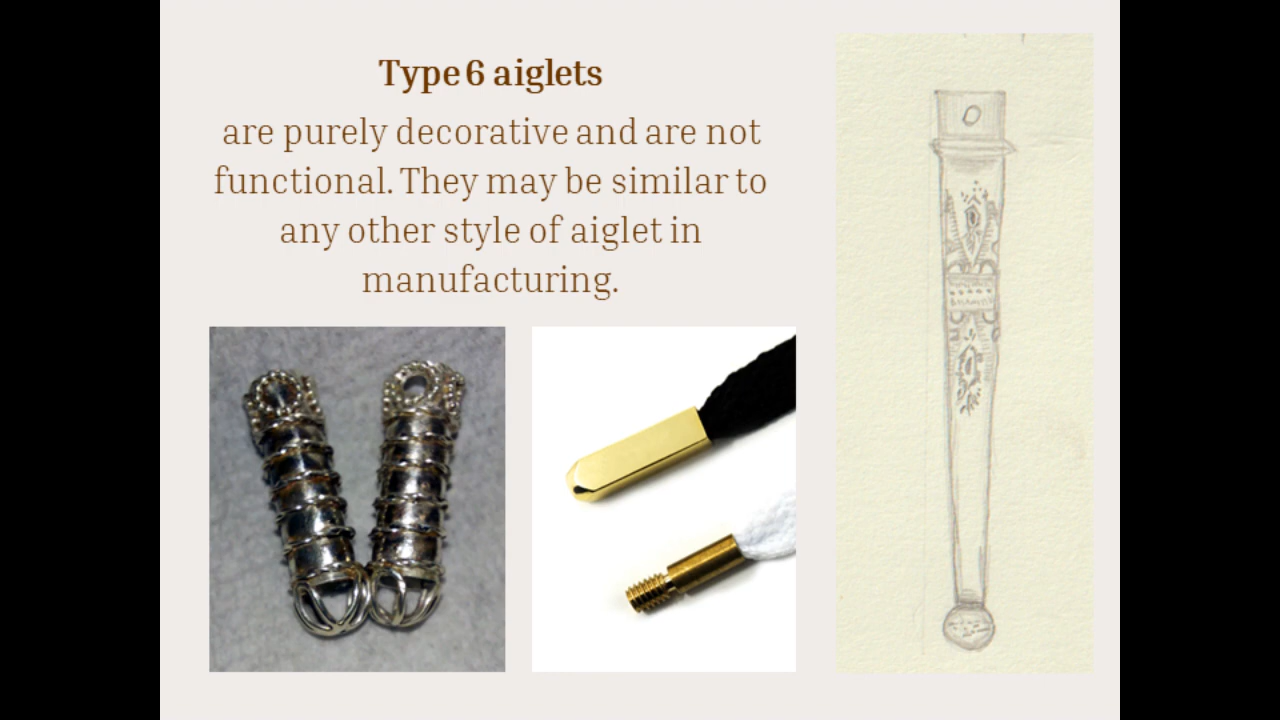 Type 6 aiglets
are purely decorative and are not
functional. They may be similar to
any other style of aiglet in
manufacturing.